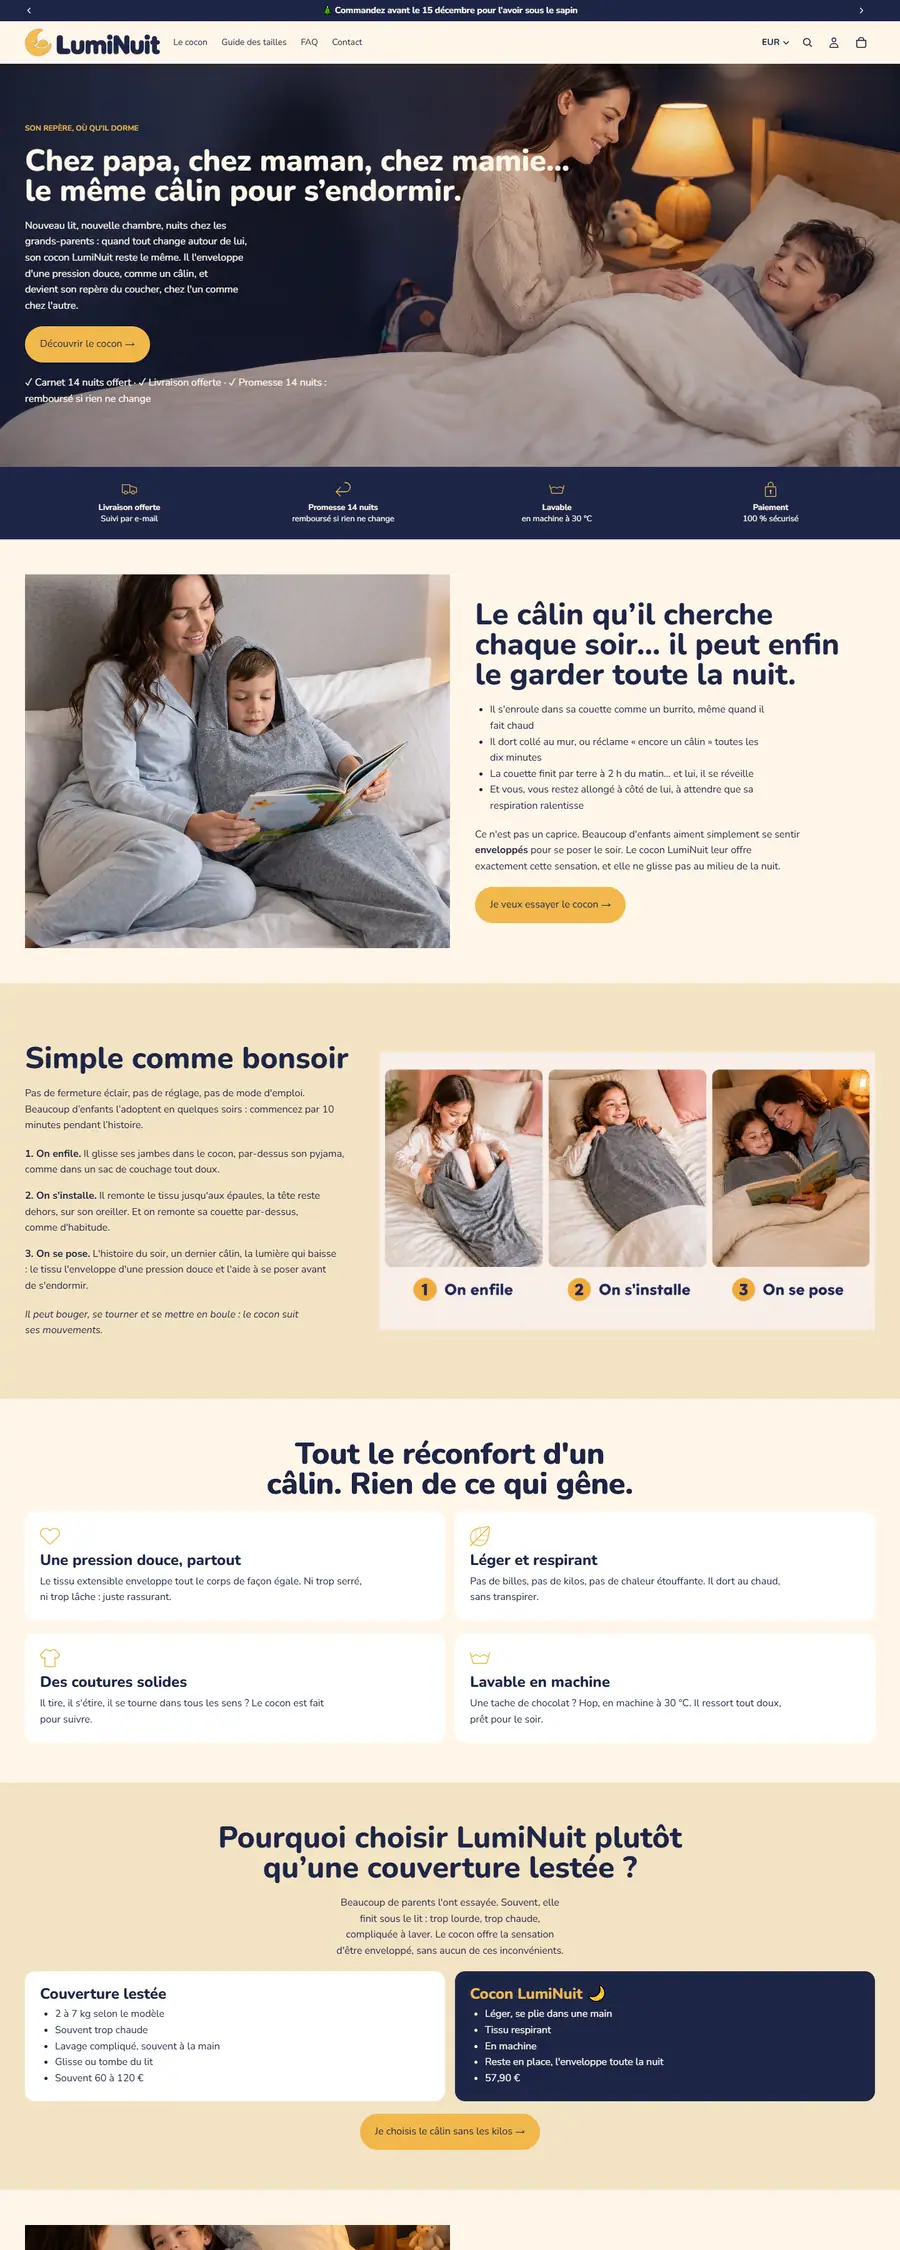 🎄 Commandez avant le 15 décembre pour l'avoir sous le sapin
LumiNuit
Le cocon
Guide des tailles
FAQ
Contact
EUR
SON REPÈRE, OÙ QU'IL DORME
Chez papa, chez maman, chez mamie...
le même câlin pour s’endormir.
Nouveau lit, nouvelle chambre, nuits chez les
grands-parents : quand tout change autour de lui,
son cocon LumiNuit reste le même. Il l'enveloppe
d'une pression douce, comme un câlin, et
devient son repère du coucher, chez l'un comme
chez l'autre.
Découvrir le cocon →
✓ Carnet 14 nuits offert · ✓ Livraison offerte · ✓ Promesse 14 nuits :
remboursé si rien ne change
Livraison offerte
Suivi par e-mail
Promesse 14 nuits
remboursé si rien ne change
Lavable
en machine à 30 °C
Paiement
100 % sécurisé
Le câlin qu’il cherche
chaque soir... il peut enfin
le garder toute la nuit.
• Il s'enroule dans sa couette comme un burrito, même quand il
fait chaud
• Il dort collé au mur, ou réclame « encore un câlin » toutes les
dix minutes
• La couette finit par terre à 2 h du matin... et lui, il se réveille
• Et vous, vous restez allongé à côté de lui, à attendre que sa
respiration ralentisse
Ce n'est pas un caprice. Beaucoup d'enfants aiment simplement se sentir
enveloppés pour se poser le soir. Le cocon LumiNuit leur offre
exactement cette sensation, et elle ne glisse pas au milieu de la nuit.
Je veux essayer le cocon →
Simple comme bonsoir
Pas de fermeture éclair, pas de réglage, pas de mode d'emploi.
Beaucoup d’enfants l’adoptent en quelques soirs : commencez par 10
minutes pendant l’histoire.
1. On enfile. Il glisse ses jambes dans le cocon, par-dessus son pyjama,
comme dans un sac de couchage tout doux.
2. On s'installe. Il remonte le tissu jusqu'aux épaules, la tête reste
dehors, sur son oreiller. Et on remonte sa couette par-dessus,
comme d'habitude.
3. On se pose. L'histoire du soir, un dernier câlin, la lumière qui baisse
: le tissu l'enveloppe d'une pression douce et l'aide à se poser avant
de s'endormir.
Il peut bouger, se tourner et se mettre en boule : le cocon suit
ses mouvements.
1 On enfile
2 On s'installe
3 On se pose
Tout le réconfort d'un
câlin. Rien de ce qui gêne.
Une pression douce, partout
Le tissu extensible enveloppe tout le corps de façon égale. Ni trop serré,
ni trop lâche : juste rassurant.
Léger et respirant
Pas de billes, pas de kilos, pas de chaleur étouffante. Il dort au chaud,
sans transpirer.
Des coutures solides
Il tire, il s'étire, il se tourne dans tous les sens ? Le cocon est fait
pour suivre.
Lavable en machine
Une tache de chocolat ? Hop, en machine à 30 °C. Il ressort tout doux,
prêt pour le soir.
Pourquoi choisir LumiNuit plutôt
qu’une couverture lestée ?
Beaucoup de parents l'ont essayée. Souvent, elle
finit sous le lit : trop lourde, trop chaude,
compliquée à laver. Le cocon offre la sensation
d'être enveloppé, sans aucun de ces inconvénients.
Couverture lestée
• 2 à 7 kg selon le modèle
• Souvent trop chaude
• Lavage compliqué, souvent à la main
• Glisse ou tombe du lit
• Souvent 60 à 120 €
Cocon LumiNuit 🌙
• Léger, se plie dans une main
• Tissu respirant
• En machine
• Reste en place, l'enveloppe toute la nuit
• 57,90 €
Je choisis le câlin sans les kilos →